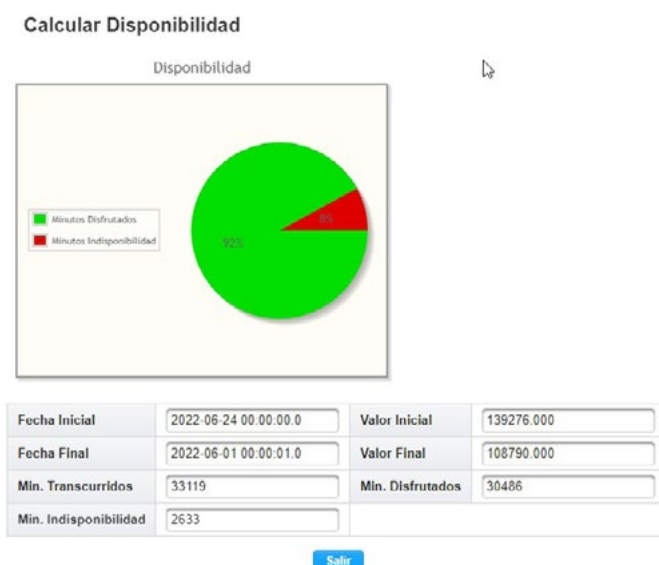 Calcular Disponibilidad
Disponibilidad
Minutos Disfrutados
Minutos Indisponibilidad
8%
92%
Fecha Inicial 2022-06-24 00:00:00.0 Valor Inicial 139276.000
Fecha Final 2022-06-01 00:00:01.0 Valor Final 108790.000
Min. Transcurridos 33119 Min. Disfrutados 30486
Min. Indisponibilidad 2633
Salir